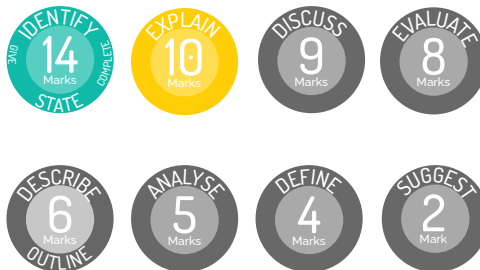 IDENTIFY
GIVE
14
Marks
COMPLETE
STATE
EXPLAIN
10
Marks
DISCUSS
9
Marks
EVALUATE
8
Marks
DESCRIBE
6
Marks
OUTLINE
ANALYSE
5
Marks
DEFINE
4
Marks
SUGGEST
2
Mark